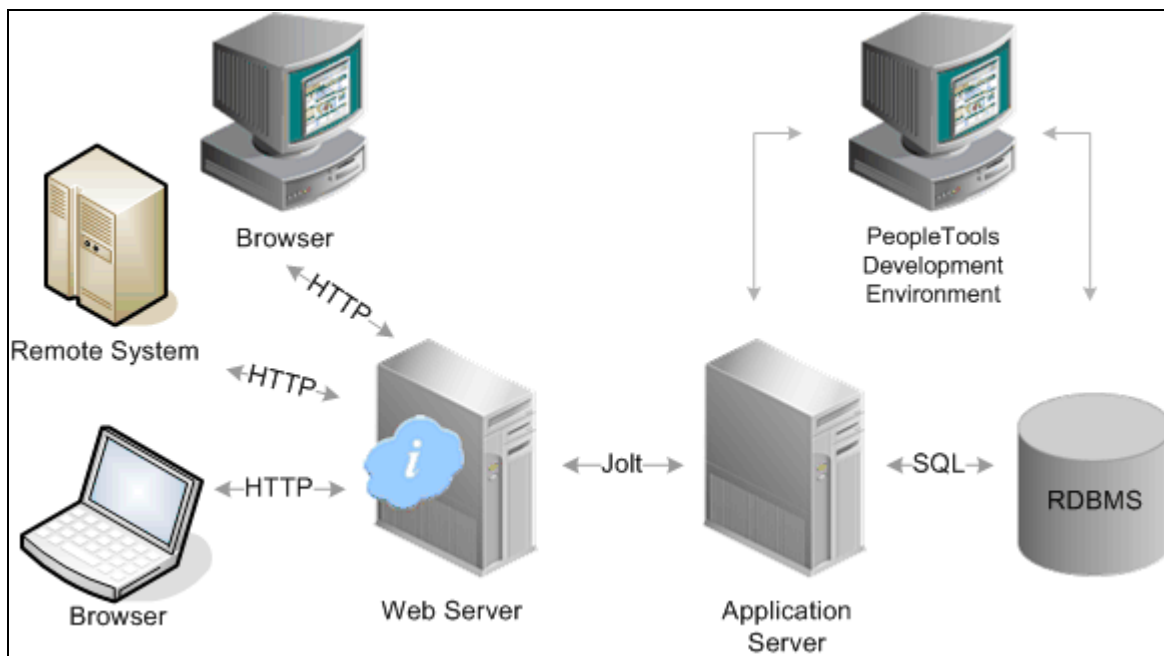 Browser
PeopleTools
Development
Environment
HTTP
Remote System
HTTP
i
HTTP
Jolt
SQL
RDBMS
Browser
Web Server
Application
Server